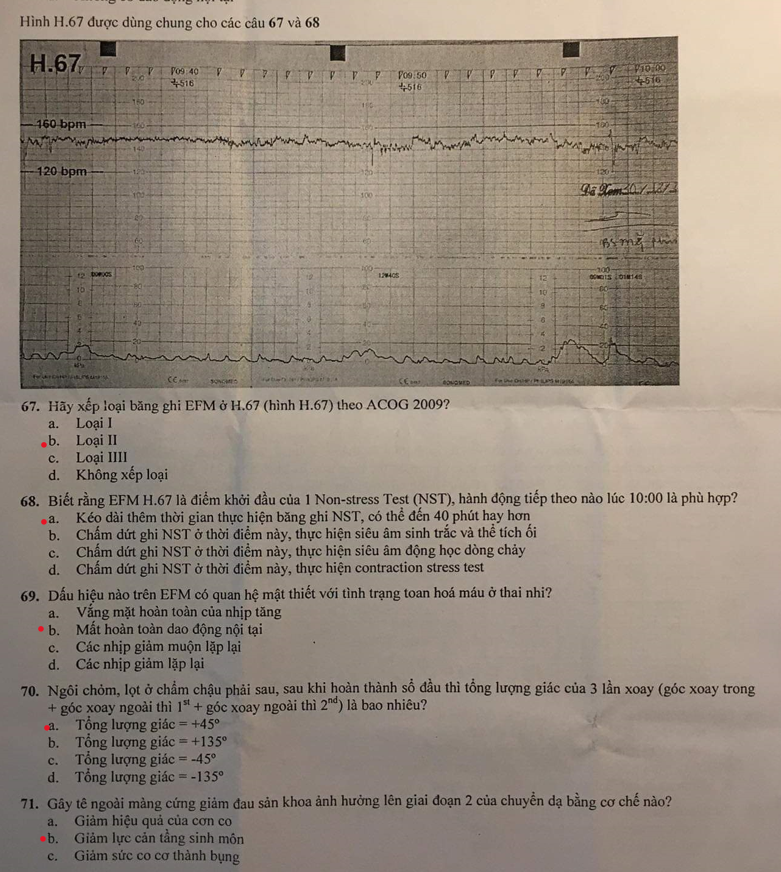 Hình H.67 được dùng chung cho các câu 67 và 68
H.67
09:40
09:50
10:00
516
516
516
160 bpm
120 bpm
Đã Xem
67. Hãy xếp loại băng ghi EFM ở H.67 (hình H.67) theo ACOG 2009?
a. Loại I
b. Loại II
c. Loại IIII
d. Không xếp loại
68. Biết rằng EFM H.67 là điểm khởi đầu của 1 Non-stress Test (NST), hành động tiếp theo nào lúc 10:00 là phù hợp?
a. Kéo dài thêm thời gian thực hiện băng ghi NST, có thể đến 40 phút hay hơn
b. Chấm dứt ghi NST ở thời điểm này, thực hiện siêu âm sinh trắc và thể tích ối
c. Chấm dứt ghi NST ở thời điểm này, thực hiện siêu âm động học dòng chảy
d. Chấm dứt ghi NST ở thời điểm này, thực hiện contraction stress test
69. Dấu hiệu nào trên EFM có quan hệ mật thiết với tình trạng toan hoá máu ở thai nhi?
a. Vắng mặt hoàn toàn của nhịp tăng
b. Mất hoàn toàn dao động nội tại
c. Các nhịp giảm muộn lặp lại
d. Các nhịp giảm lặp lại
70. Ngôi chỏm, lọt ở chẩm chậu phải sau, sau khi hoàn thành sổ đầu thì tổng lượng giác của 3 lần xoay (góc xoay trong
+ góc xoay ngoài thì 1st + góc xoay ngoài thì 2nd) là bao nhiêu?
a. Tổng lượng giác = +45°
b. Tổng lượng giác = +135°
c. Tổng lượng giác = -45°
d. Tổng lượng giác = -135°
71. Gây tê ngoài màng cứng giảm đau sản khoa ảnh hưởng lên giai đoạn 2 của chuyển dạ bằng cơ chế nào?
a. Giảm hiệu quả của cơn co
b. Giảm lực cản tầng sinh môn
c. Giảm sức co cơ thành bụng